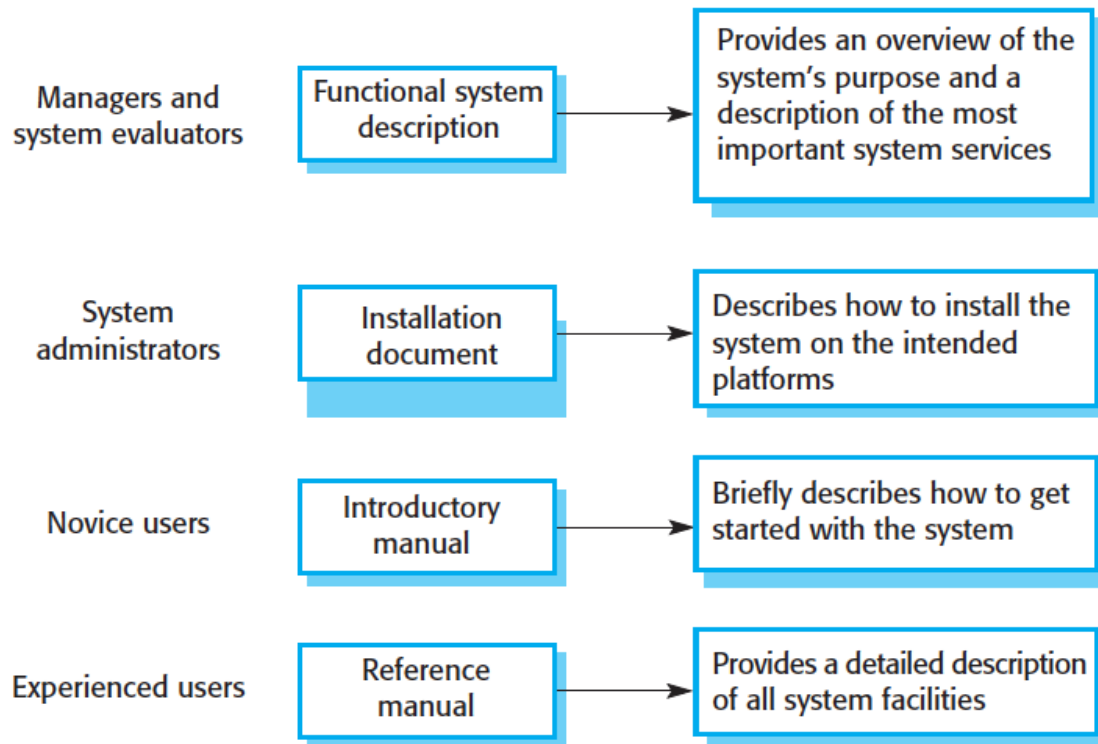 Managers and
system evaluators
Functional system
description
Provides an overview of the
system's purpose and a
description of the most
important system services
System
administrators
Installation
document
Describes how to install the
system on the intended
platforms
Novice users
Introductory
manual
Briefly describes how to get
started with the system
Experienced users
Reference
manual
Provides a detailed description
of all system facilities